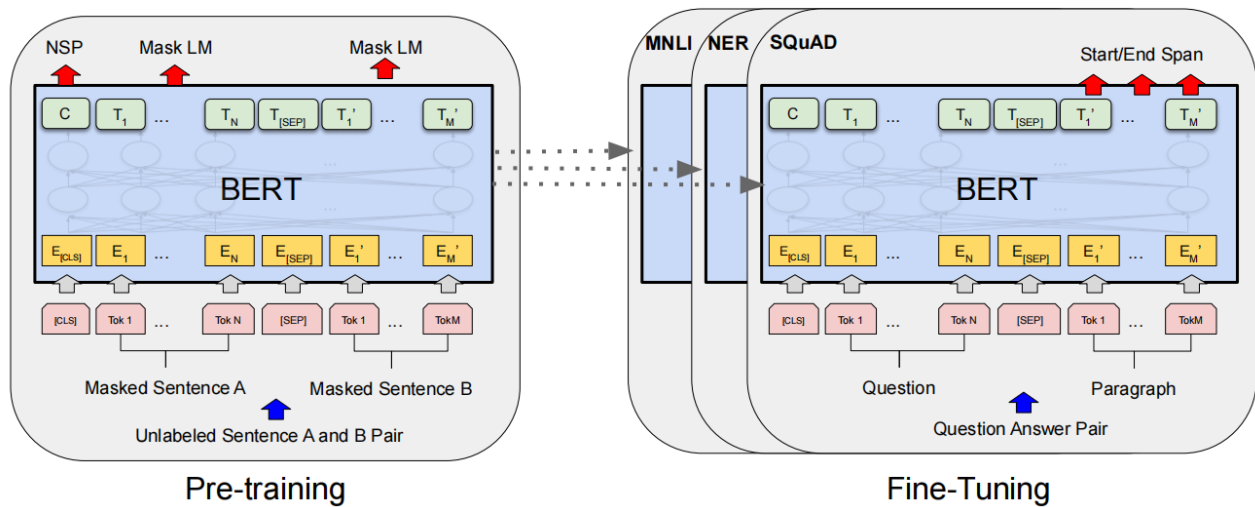 NSP Mask LM Mask LM
C T1 ... TN T[SEP] T1' ... TM'
...
BERT
...
E[CLS] E1 ... EN E[SEP] E1' ... EM'
[CLS] Tok 1 ... Tok N [SEP] Tok 1 ... TokM
Masked Sentence A Masked Sentence B
Unlabeled Sentence A and B Pair
Pre-training
MNLI NER SQuAD
Start/End Span
C T1 ... TN T[SEP] T1' ... TM'
...
BERT
...
E[CLS] E1 ... EN E[SEP] E1' ... EM'
[CLS] Tok 1 ... Tok N [SEP] Tok 1 ... TokM
Question Paragraph
Question Answer Pair
Fine-Tuning